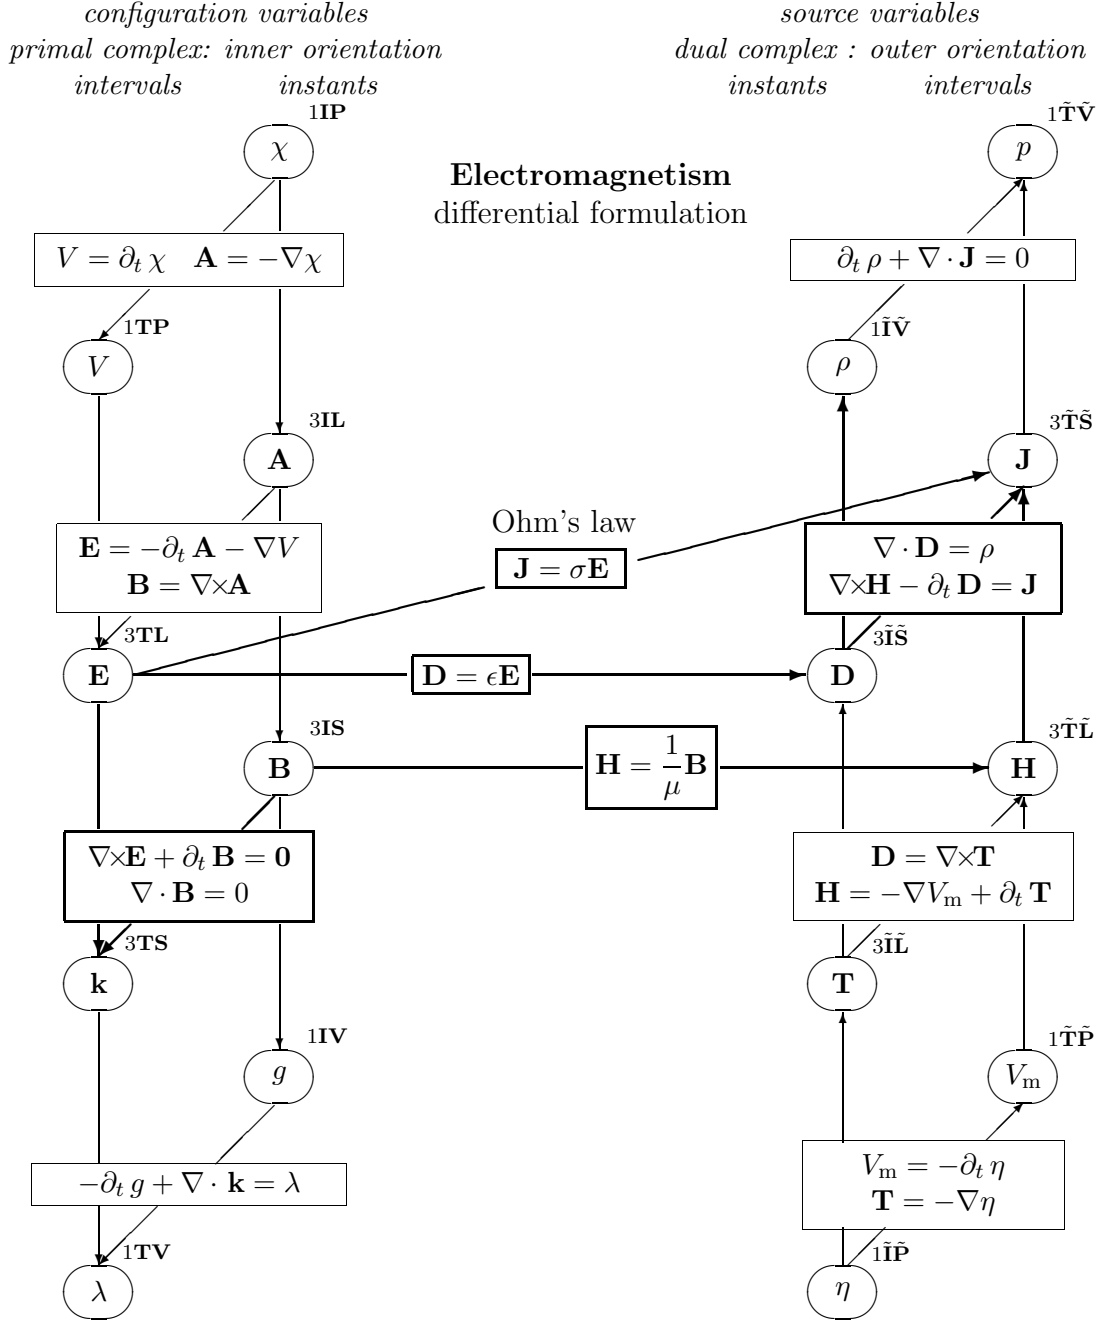 configuration variables
primal complex: inner orientation
intervals instants
source variables
dual complex : outer orientation
instants intervals
1IP
χ
1T̃Ṽ
p
Electromagnetism
differential formulation
V = ∂ₜ χ   A = −∇χ
∂ₜ ρ + ∇ · J = 0
1TP
V
1ĨṼ
ρ
3IL
A
3T̃S̃
J
E = −∂ₜ A − ∇V
B = ∇×A
Ohm's law
J = σE
∇ · D = ρ
∇×H − ∂ₜ D = J
3TL
E
D = ϵE
3ĨS̃
D
3IS
B
H = 1/μ B
3T̃L̃
H
∇×E + ∂ₜ B = 0
∇ · B = 0
D = ∇×T
H = −∇Vₘ + ∂ₜ T
3TS
k
3ĨL̃
T
1IV
g
1T̃P̃
Vₘ
−∂ₜ g + ∇ · k = λ
Vₘ = −∂ₜ η
T = −∇η
1TV
λ
1ĨP̃
η